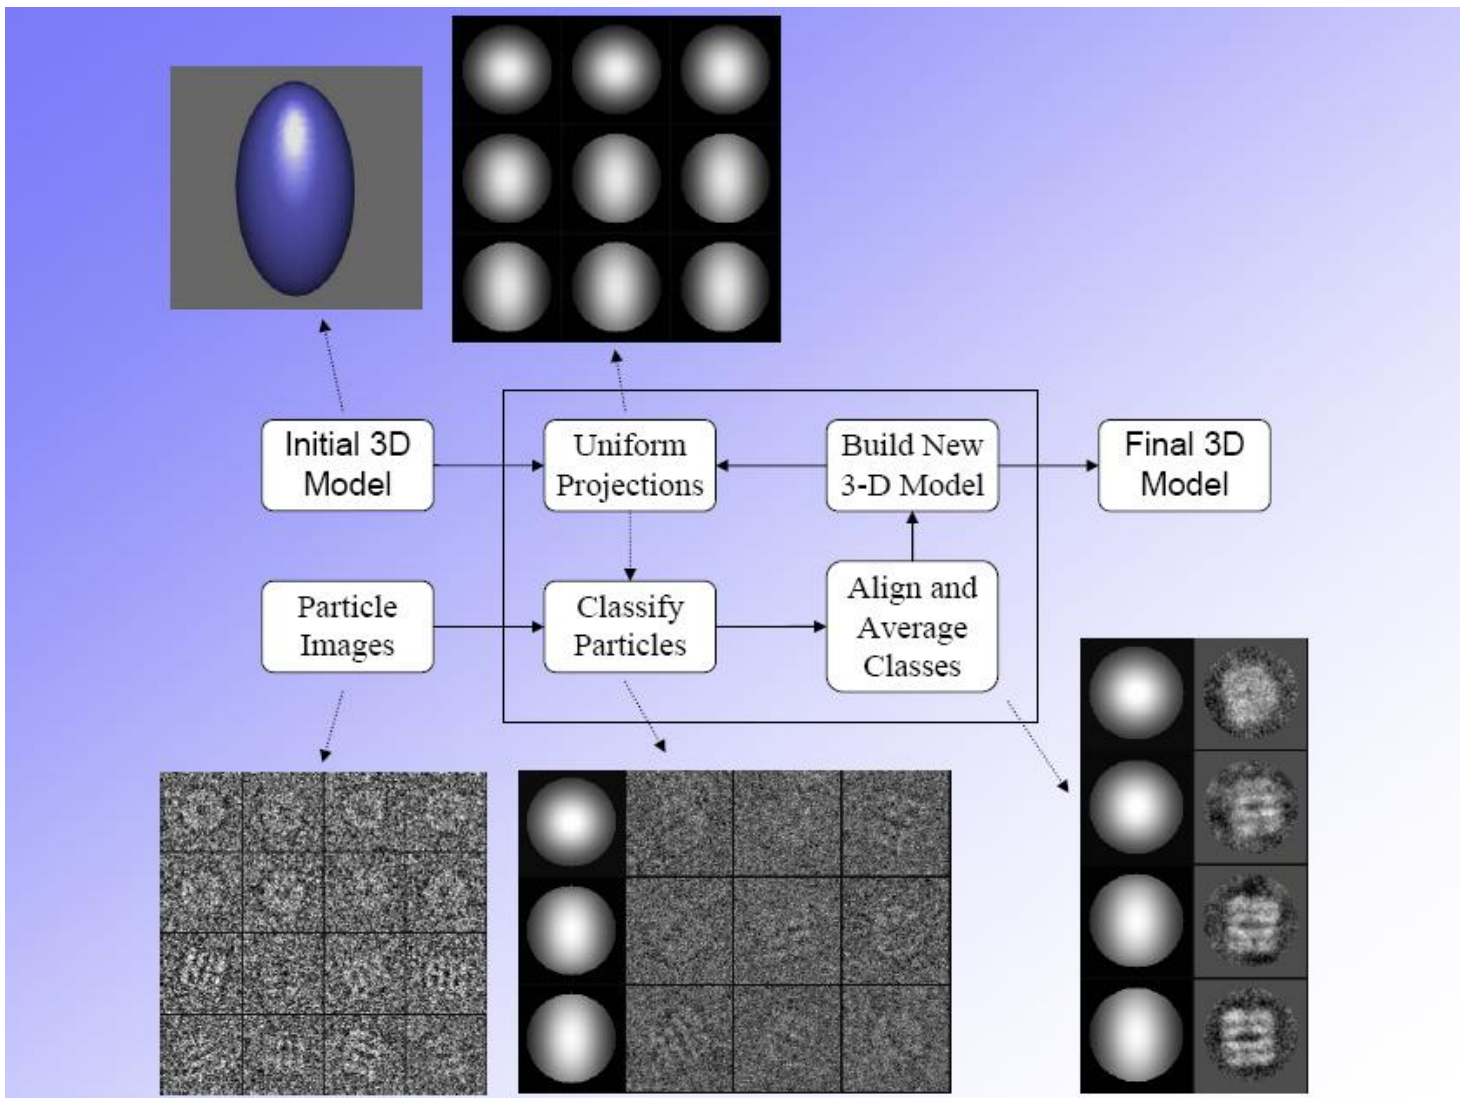 Initial 3D
Model
Uniform
Projections
Build New
3-D Model
Final 3D
Model
Particle
Images
Classify
Particles
Align and
Average
Classes